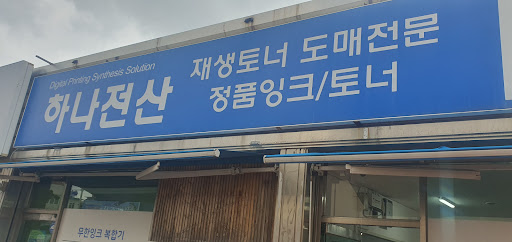 Digital Printing Synthesis Solution
하나전산
재생토너 도매전문
정품잉크/토너
무한잉크 복합기